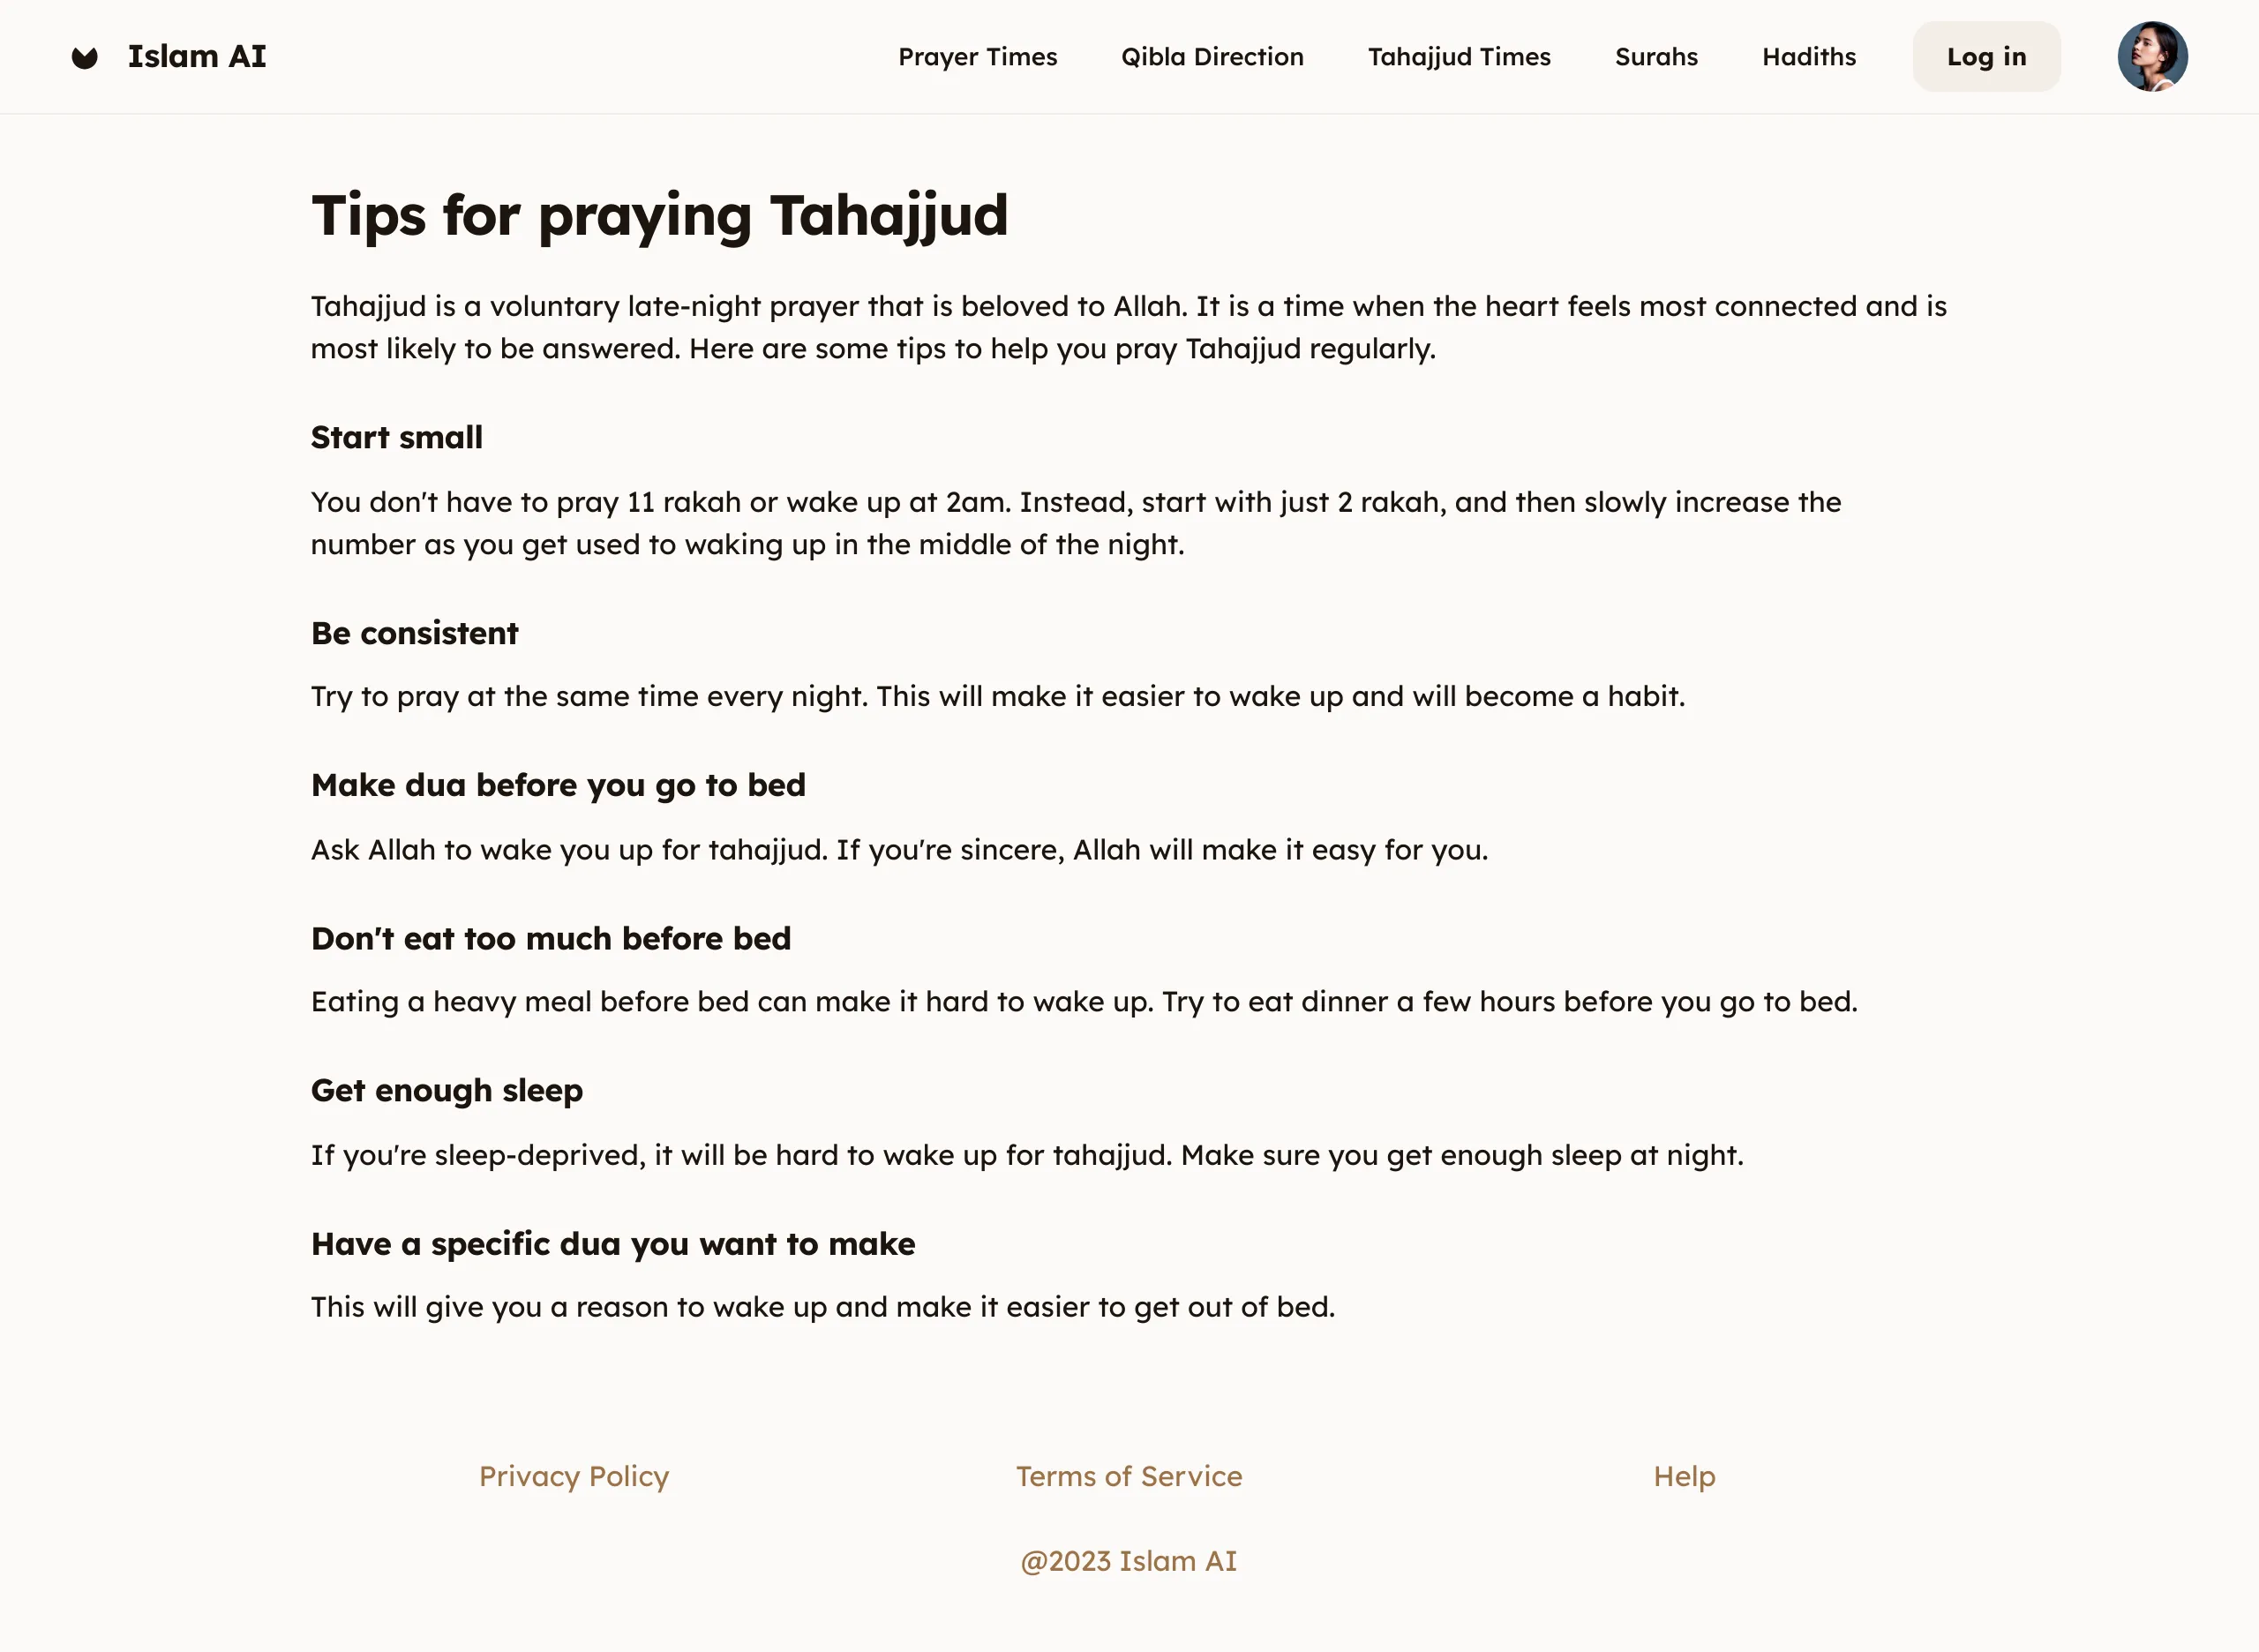 Islam AI
Prayer Times
Qibla Direction
Tahajjud Times
Surahs
Hadiths
Log in
Tips for praying Tahajjud
Tahajjud is a voluntary late-night prayer that is beloved to Allah. It is a time when the heart feels most connected and is
most likely to be answered. Here are some tips to help you pray Tahajjud regularly.
Start small
You don't have to pray 11 rakah or wake up at 2am. Instead, start with just 2 rakah, and then slowly increase the
number as you get used to waking up in the middle of the night.
Be consistent
Try to pray at the same time every night. This will make it easier to wake up and will become a habit.
Make dua before you go to bed
Ask Allah to wake you up for tahajjud. If you're sincere, Allah will make it easy for you.
Don't eat too much before bed
Eating a heavy meal before bed can make it hard to wake up. Try to eat dinner a few hours before you go to bed.
Get enough sleep
If you're sleep-deprived, it will be hard to wake up for tahajjud. Make sure you get enough sleep at night.
Have a specific dua you want to make
This will give you a reason to wake up and make it easier to get out of bed.
Privacy Policy
Terms of Service
Help
@2023 Islam AI